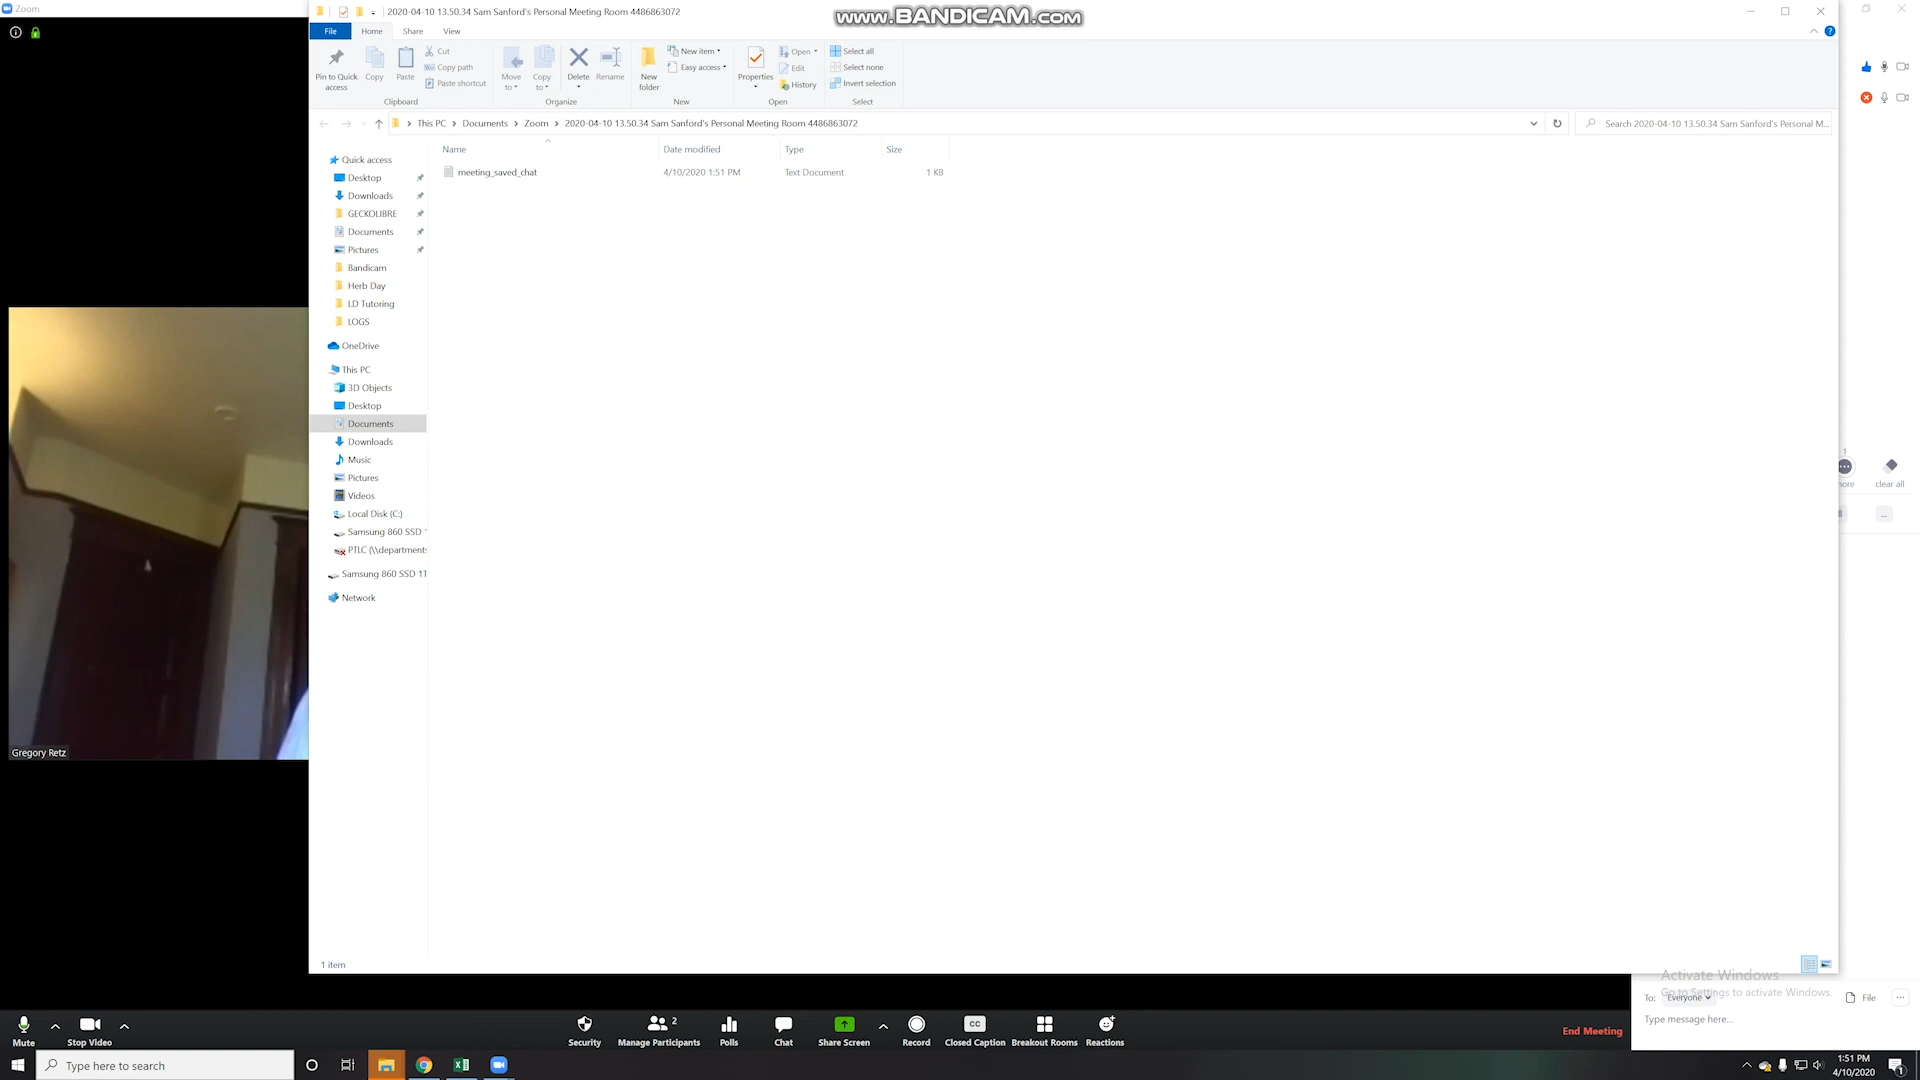 Zoom
2020-04-10 13.50.34 Sam Sanford's Personal Meeting Room 4486863072
www.BANDICAM.com
File
Home
Share
View
Pin to Quick access
Copy
Paste
Cut
Copy path
Paste shortcut
Clipboard
Move to
Copy to
Delete
Rename
Organize
New folder
New item
Easy access
New
Properties
Open
Edit
History
Open
Select all
Select none
Invert selection
Select
This PC
Documents
Zoom
2020-04-10 13.50.34 Sam Sanford's Personal Meeting Room 4486863072
Search 2020-04-10 13.50.34 Sam Sanford's Personal M...
Name
Date modified
Type
Size
meeting_saved_chat
4/10/2020 1:51 PM
Text Document
1 KB
Quick access
Desktop
Downloads
GECKOLIBRE
Documents
Pictures
Bandicam
Herb Day
LD Tutoring
LOGS
OneDrive
This PC
3D Objects
Desktop
Documents
Downloads
Music
Pictures
Videos
Local Disk (C:)
Samsung 860 SSD
PTLC (\\departments
Samsung 860 SSD 1T
Network
1 item
Gregory Retz
1
clear all
...
Activate Windows
Go to Settings to activate Windows.
To:
Everyone
File
Type message here...
Mute
Stop Video
Security
Manage Participants
2
Polls
Chat
Share Screen
Record
CC
Closed Caption
Breakout Rooms
Reactions
End Meeting
Type here to search
1:51 PM
4/10/2020
1